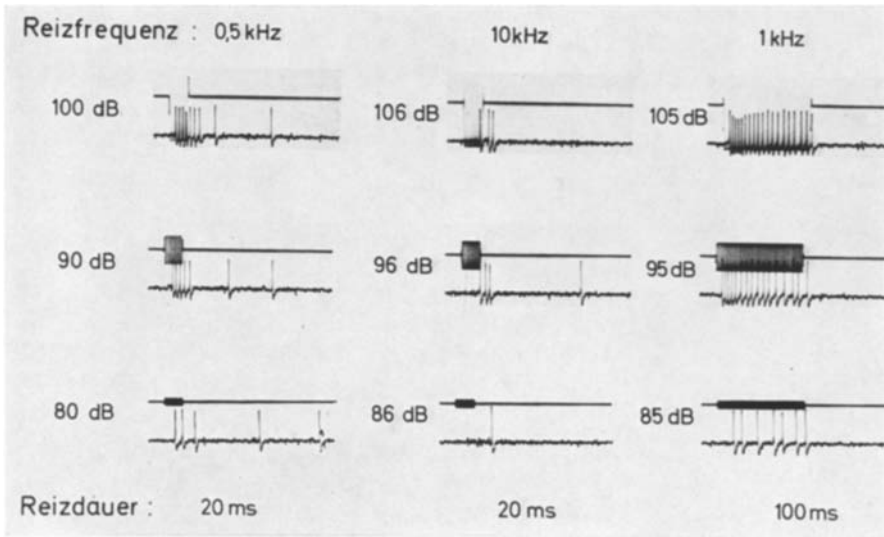 Reizfrequenz : 0,5 kHz 10 kHz 1 kHz
100 dB 106 dB 105 dB
90 dB 96 dB 95 dB
80 dB 86 dB 85 dB
Reizdauer : 20 ms 20 ms 100 ms